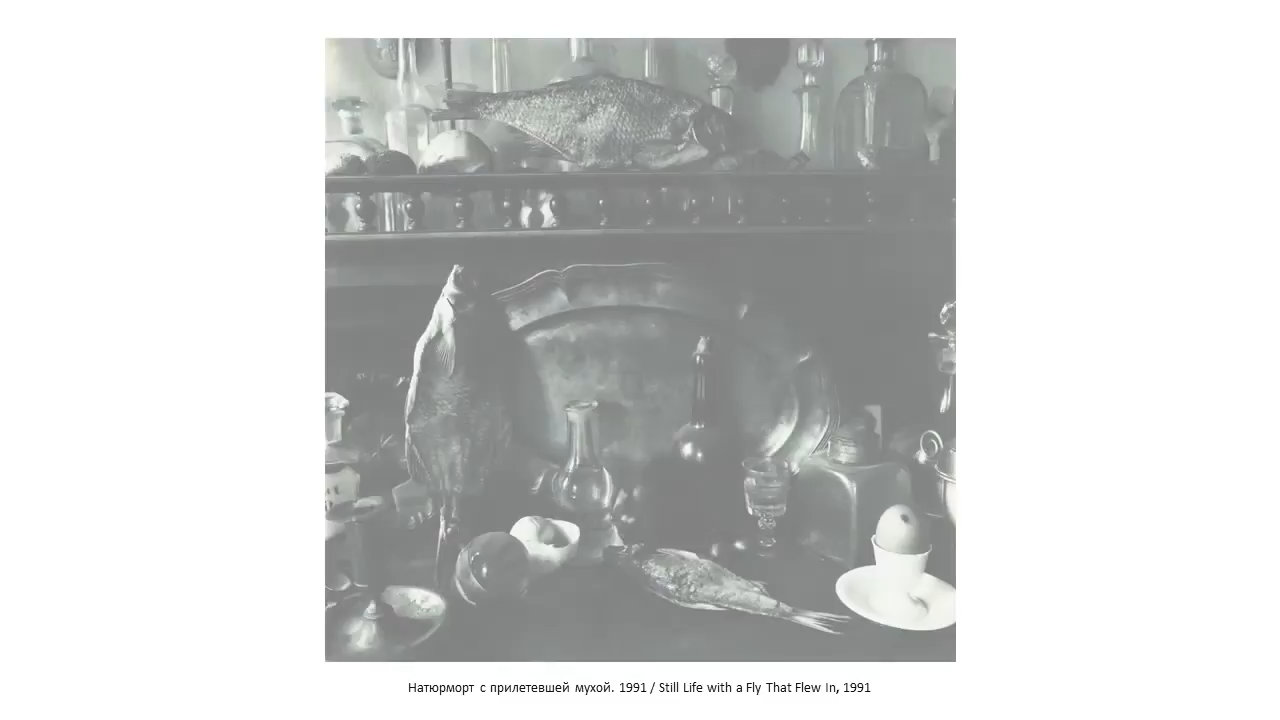 Натюрморт с прилетевшей мухой. 1991 / Still Life with a Fly That Flew In, 1991